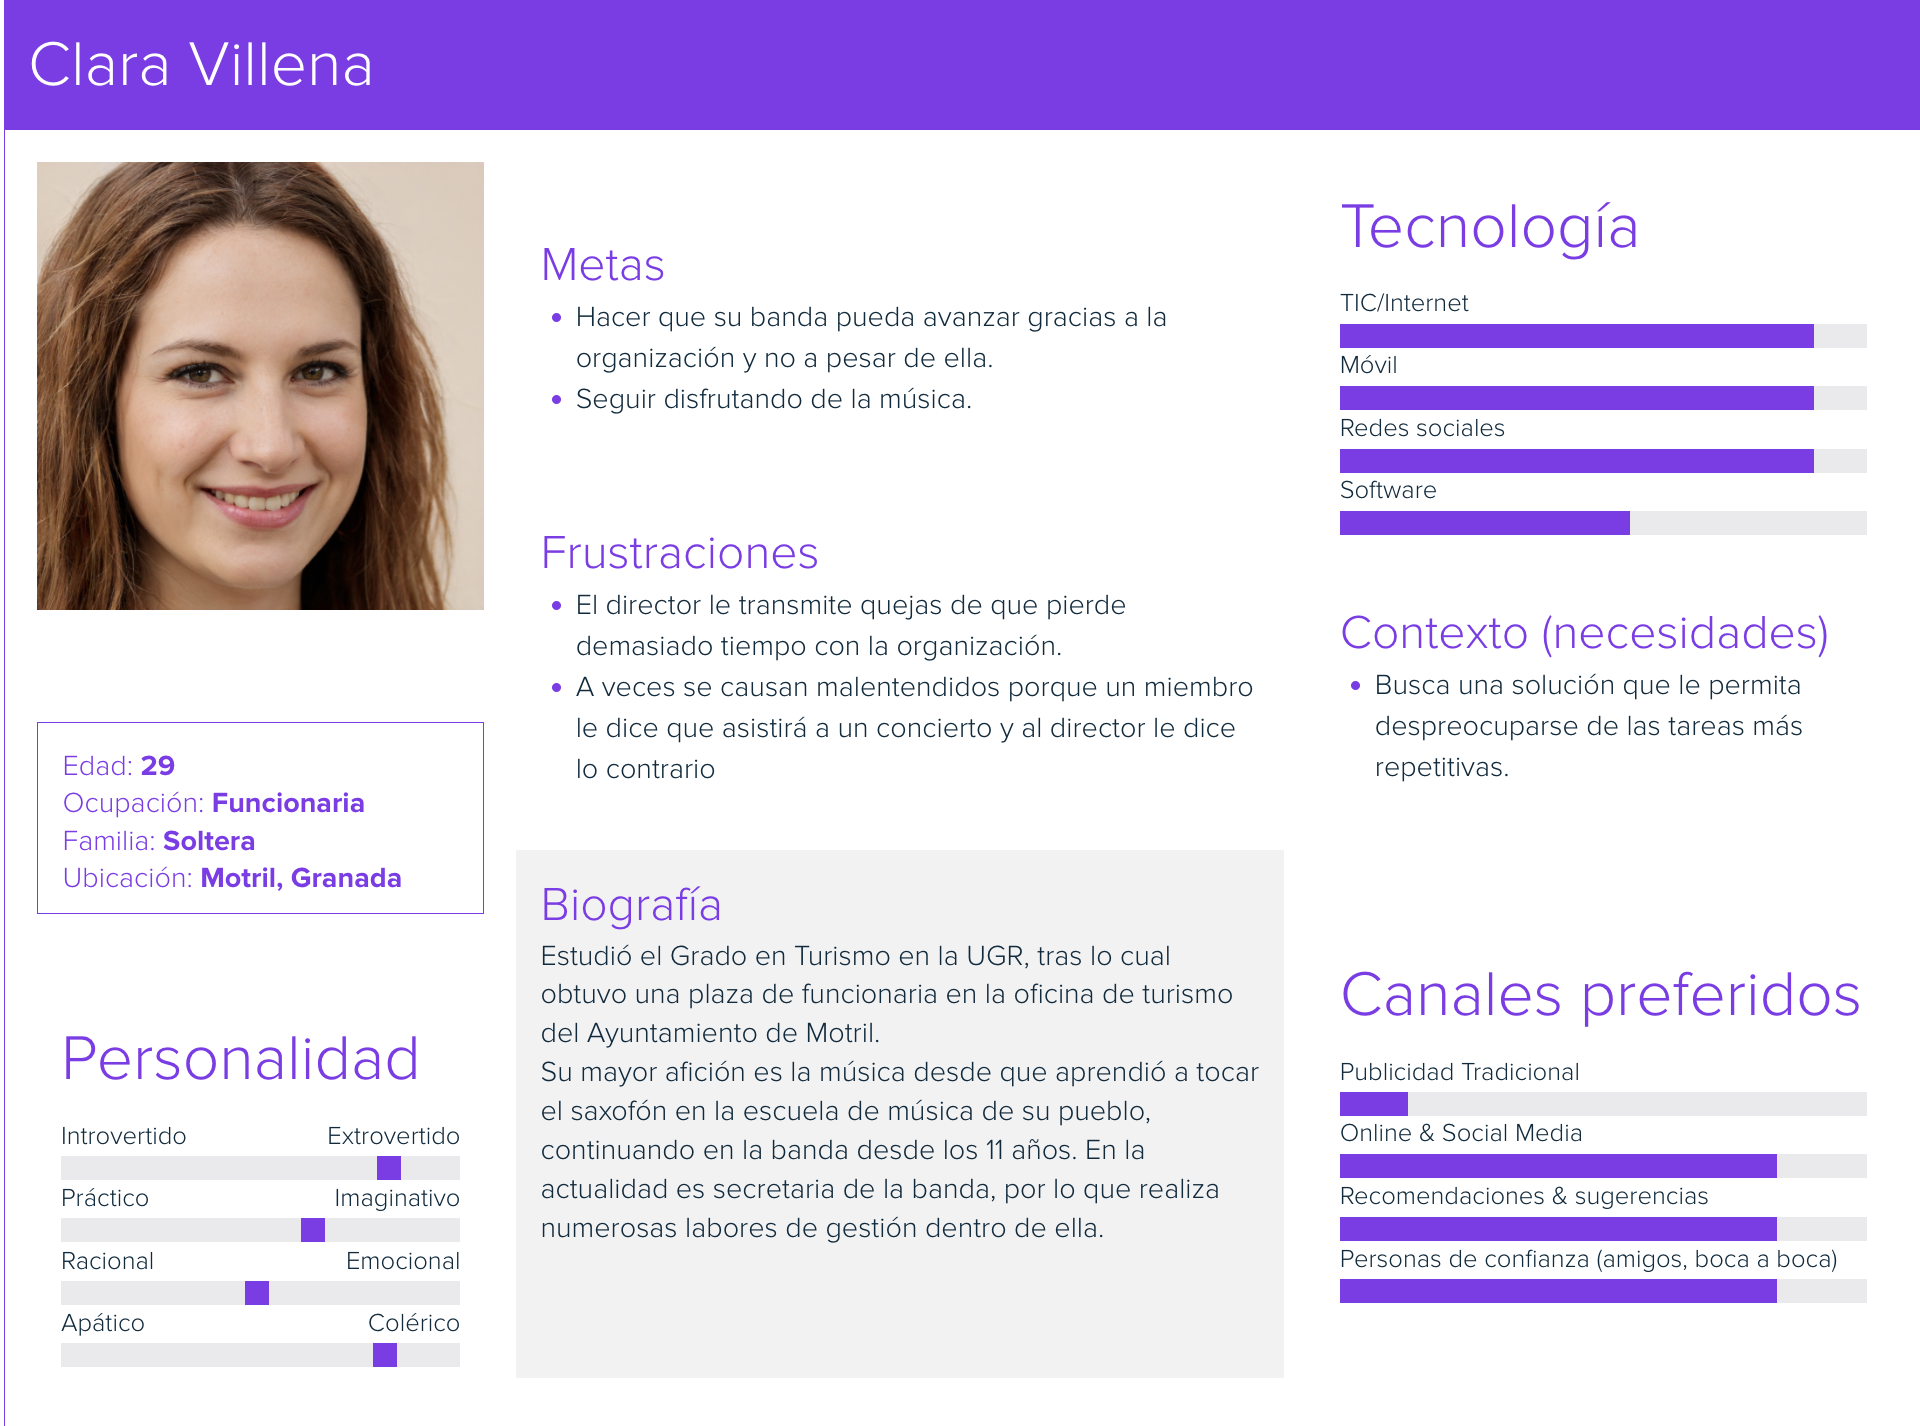 Clara Villena
Edad: 29
Ocupación: Funcionaria
Familia: Soltera
Ubicación: Motril, Granada
Personalidad
Introvertido Extrovertido
Práctico Imaginativo
Racional Emocional
Apático Colérico
Metas
Hacer que su banda pueda avanzar gracias a la
organización y no a pesar de ella.
Seguir disfrutando de la música.
Frustraciones
El director le transmite quejas de que pierde
demasiado tiempo con la organización.
A veces se causan malentendidos porque un miembro
le dice que asistirá a un concierto y al director le dice
lo contrario
Biografía
Estudió el Grado en Turismo en la UGR, tras lo cual
obtuvo una plaza de funcionaria en la oficina de turismo
del Ayuntamiento de Motril.
Su mayor afición es la música desde que aprendió a tocar
el saxofón en la escuela de música de su pueblo,
continuando en la banda desde los 11 años. En la
actualidad es secretaria de la banda, por lo que realiza
numerosas labores de gestión dentro de ella.
Tecnología
TIC/Internet
Móvil
Redes sociales
Software
Contexto (necesidades)
Busca una solución que le permita
despreocuparse de las tareas más
repetitivas.
Canales preferidos
Publicidad Tradicional
Online & Social Media
Recomendaciones & sugerencias
Personas de confianza (amigos, boca a boca)